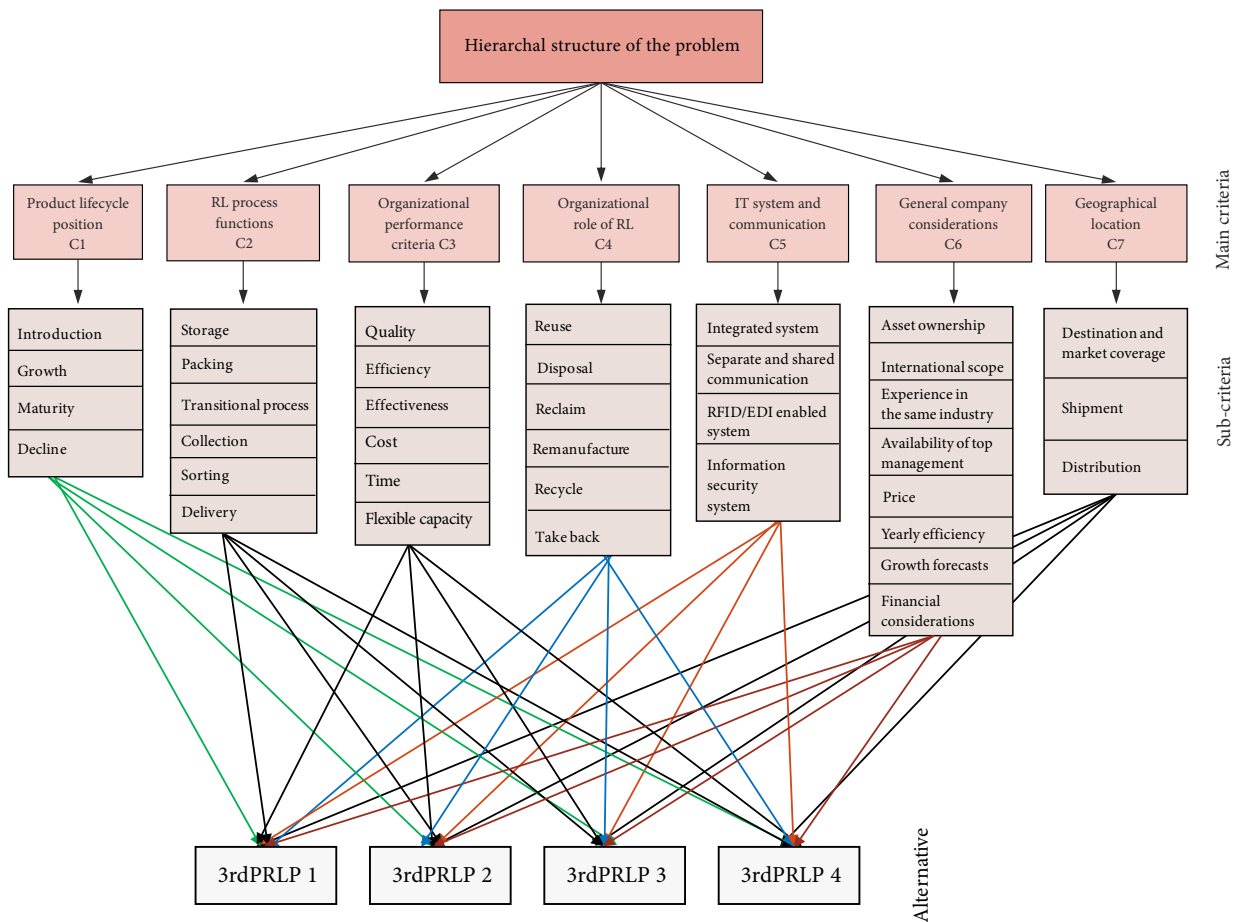 Hierarchal structure of the problem
Product lifecycle
position
C1
RL process
functions
C2
Organizational
performance
criteria C3
Organizational
role of RL
C4
IT system and
communication
C5
General company
considerations
C6
Geographical
location
C7
Main criteria
Introduction
Growth
Maturity
Decline
Storage
Packing
Transitional process
Collection
Sorting
Delivery
Quality
Efficiency
Effectiveness
Cost
Time
Flexible capacity
Reuse
Disposal
Reclaim
Remanufacture
Recycle
Take back
Integrated system
Separate and shared
communication
RFID/EDI enabled
system
Information
security
system
Asset ownership
International scope
Experience in
the same industry
Availability of top
management
Price
Yearly efficiency
Growth forecasts
Financial
considerations
Destination and
market coverage
Shipment
Distribution
Sub-criteria
3rdPRLP 1
3rdPRLP 2
3rdPRLP 3
3rdPRLP 4
Alternative